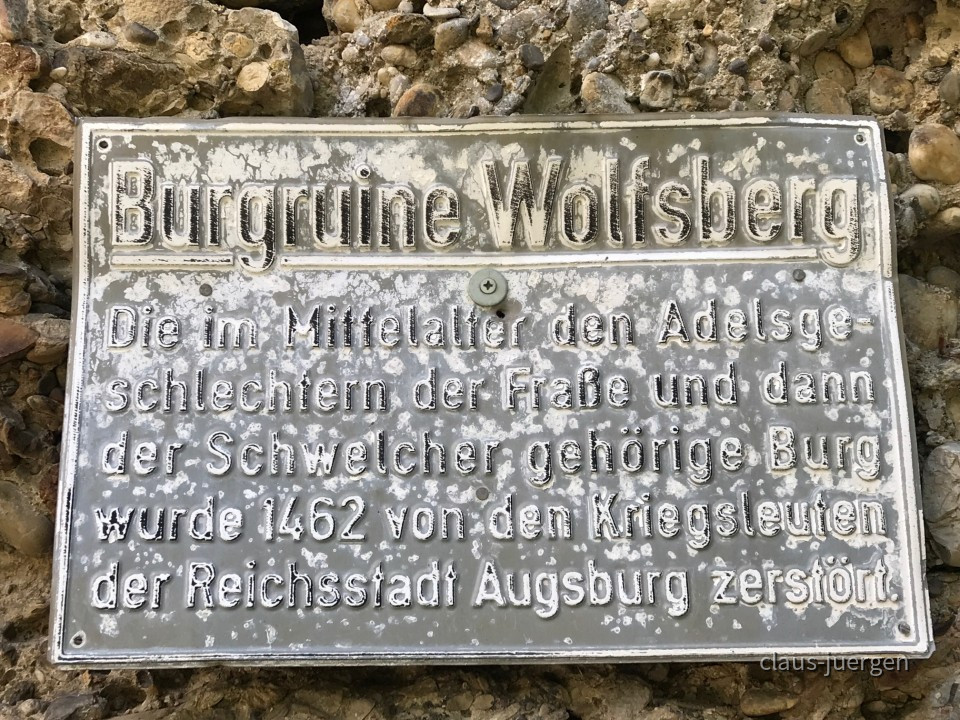 Burgruine Wolfsberg
Die im Mittelalter den Adelsge-
schlechtern der Fraße und dann
der Schwelcher gehörige Burg
wurde 1462 von den Kriegsleuten
der Reichsstadt Augsburg zerstört.
claus-juergen